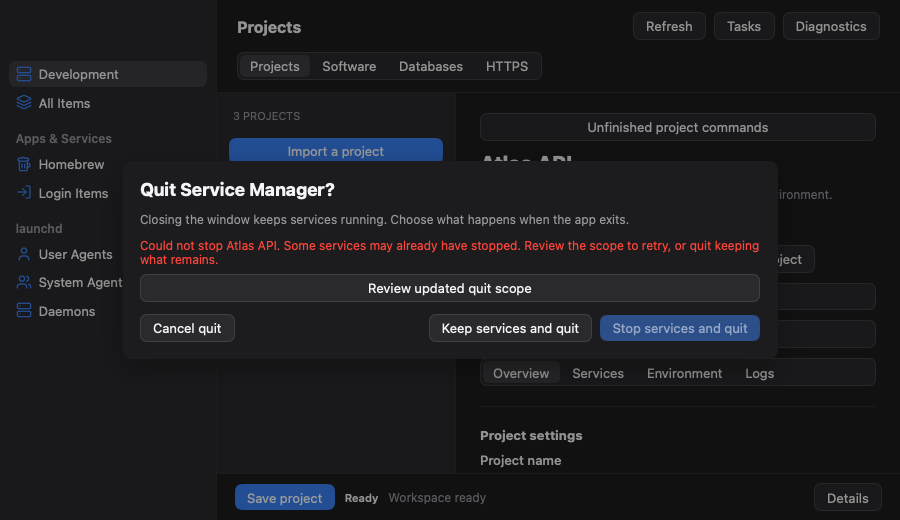 Projects
Refresh
Tasks
Diagnostics
Projects
Software
Databases
HTTPS
Development
All Items
Apps & Services
Homebrew
Login Items
launchd
User Agents
System Agent
Daemons
3 PROJECTS
Import a project
Unfinished project commands
Atlas API
Quit Service Manager?
Closing the window keeps services running. Choose what happens when the app exits.
Could not stop Atlas API. Some services may already have stopped. Review the scope to retry, or quit keeping
what remains.
Review updated quit scope
Cancel quit
Keep services and quit
Stop services and quit
Overview
Services
Environment
Logs
Project settings
Project name
Save project
Ready
Workspace ready
Details